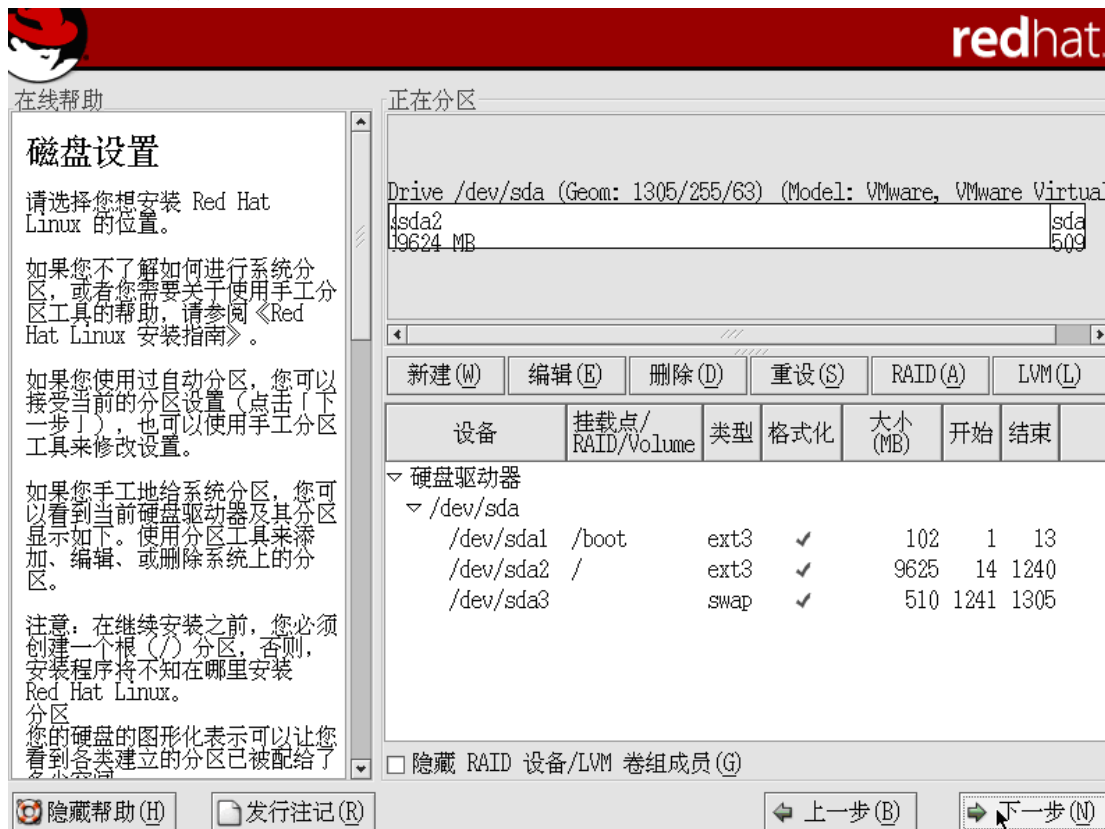 redhat.
在线帮助
磁盘设置
请选择您想安装 Red Hat
Linux 的位置。
如果您不了解如何进行系统分
区，或者您需要关于使用手工分
区工具的帮助，请参阅《Red
Hat Linux 安装指南》。
如果您使用过自动分区，您可以
接受当前的分区设置（点击「下
一步」），也可以使用手工分区
工具来修改设置。
如果您手工地给系统分区，您可
以看到当前硬盘驱动器及其分区
显示如下。使用分区工具来添
加、编辑、或删除系统上的分
区。
注意：在继续安装之前，您必须
创建一个根（/）分区，否则，
安装程序将不知在哪里安装
Red Hat Linux。
分区
您的硬盘的图形化表示可以让您
看到各类建立的分区已被配给了
多少空间
正在分区
Drive /dev/sda (Geom: 1305/255/63) (Model: VMware, VMware Virtual
sda2 sda
9624 MB 509
新建(W) 编辑(E) 删除(D) 重设(S) RAID(A) LVM(L)
设备 挂载点/ RAID/Volume 类型 格式化 大小 (MB) 开始 结束
硬盘驱动器
/dev/sda
/dev/sda1 /boot ext3 ✓ 102 1 13
/dev/sda2 / ext3 ✓ 9625 14 1240
/dev/sda3 swap ✓ 510 1241 1305
隐藏 RAID 设备/LVM 卷组成员(G)
隐藏帮助(H) 发行注记(R) 上一步(B) 下一步(N)